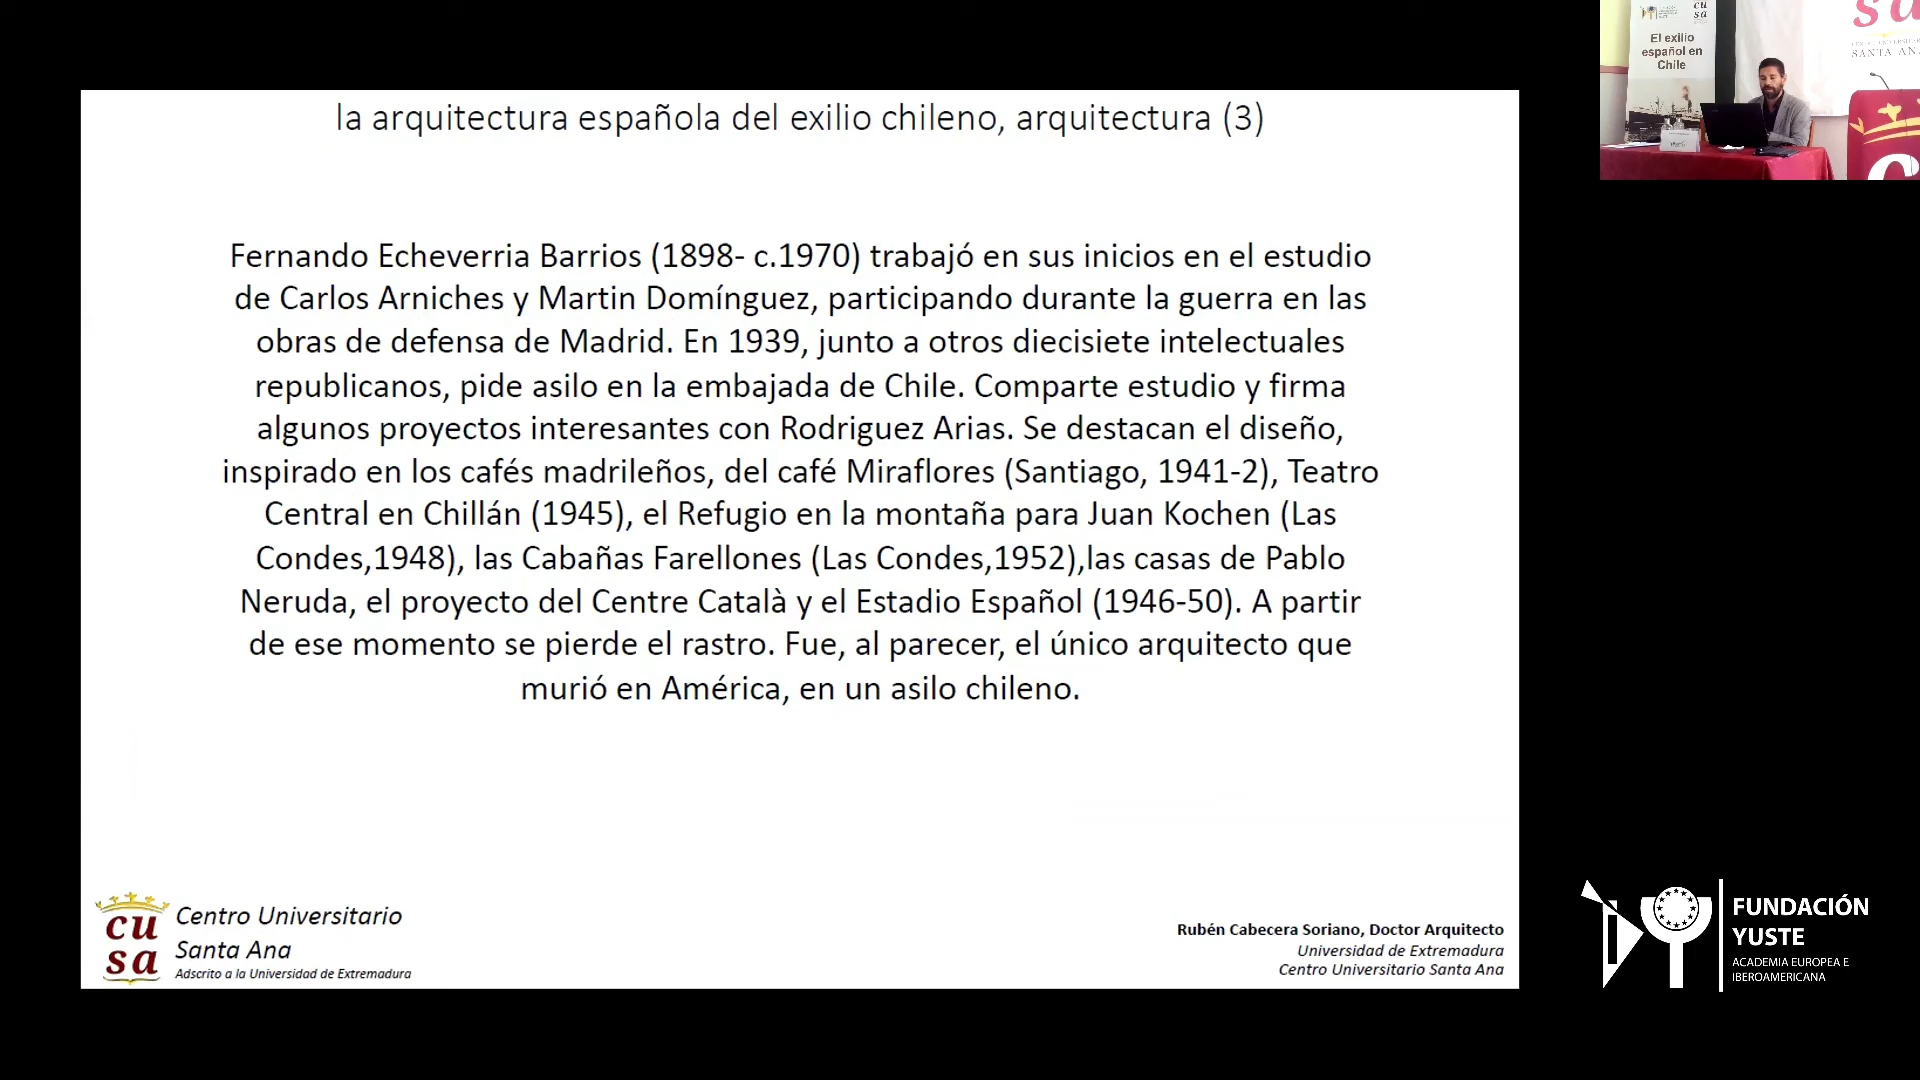 la arquitectura española del exilio chileno, arquitectura (3)
Fernando Echeverria Barrios (1898- c.1970) trabajó en sus inicios en el estudio
de Carlos Arniches y Martin Domínguez, participando durante la guerra en las
obras de defensa de Madrid. En 1939, junto a otros diecisiete intelectuales
republicanos, pide asilo en la embajada de Chile. Comparte estudio y firma
algunos proyectos interesantes con Rodriguez Arias. Se destacan el diseño,
inspirado en los cafés madrileños, del café Miraflores (Santiago, 1941-2), Teatro
Central en Chillán (1945), el Refugio en la montaña para Juan Kochen (Las
Condes,1948), las Cabañas Farellones (Las Condes,1952),las casas de Pablo
Neruda, el proyecto del Centre Català y el Estadio Español (1946-50). A partir
de ese momento se pierde el rastro. Fue, al parecer, el único arquitecto que
murió en América, en un asilo chileno.
cu
sa
Centro Universitario
Santa Ana
Adscrito a la Universidad de Extremadura
Rubén Cabecera Soriano, Doctor Arquitecto
Universidad de Extremadura
Centro Universitario Santa Ana
cu
sa
El exilio
español en
Chile
sa
SANTA AN
FUNDACIÓN
YUSTE
ACADEMIA EUROPEA E
IBEROAMERICANA